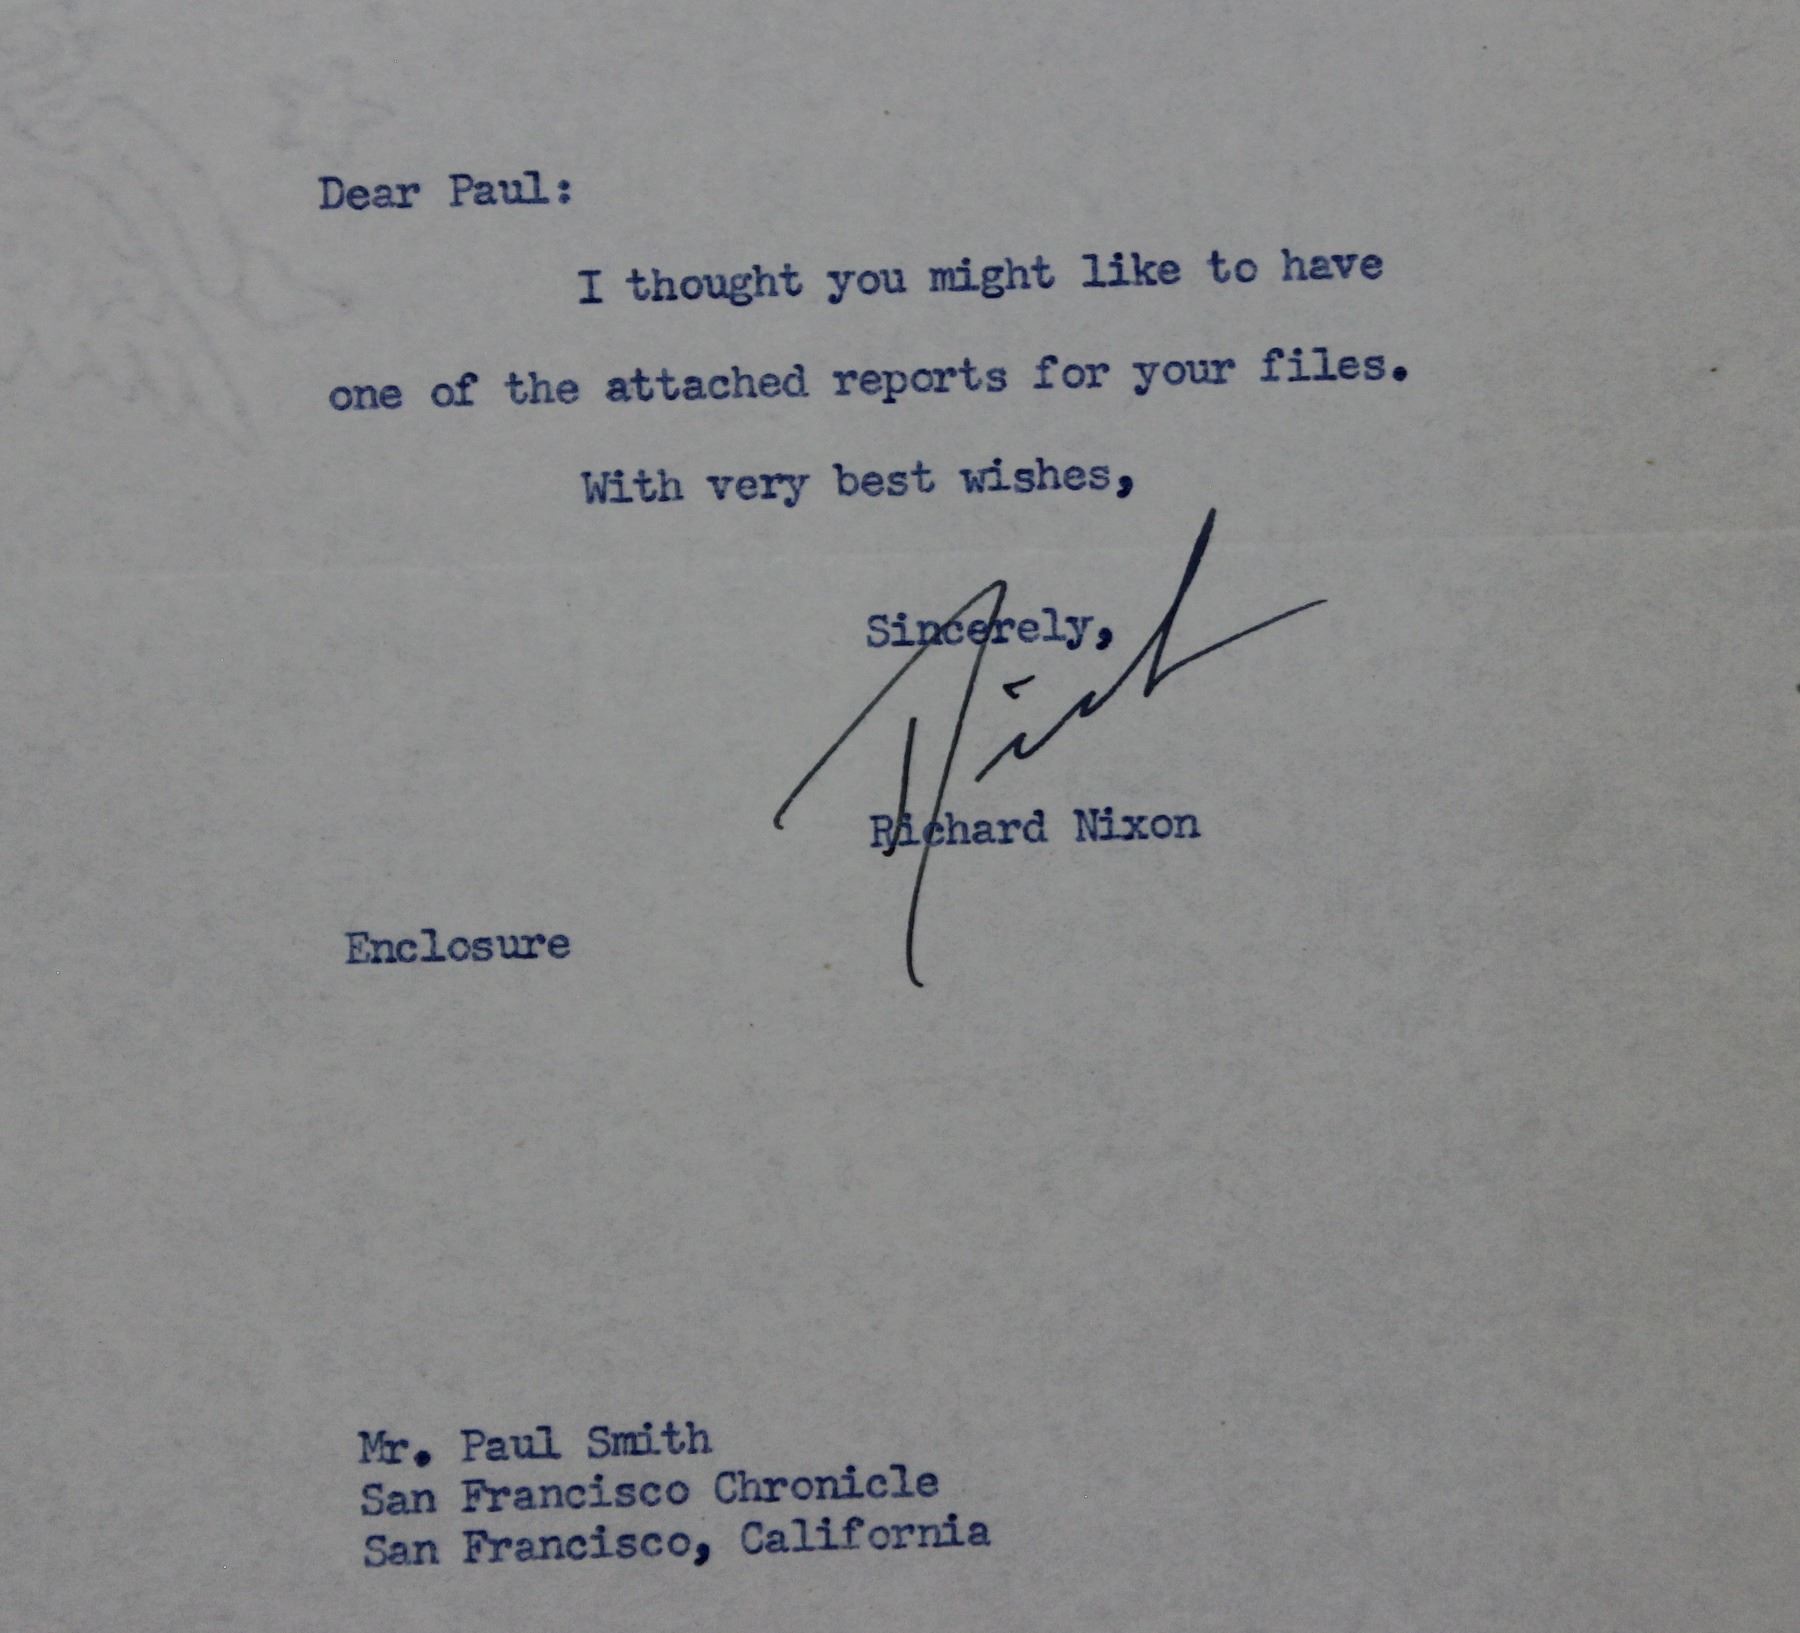 Dear Paul:
I thought you might like to have
one of the attached reports for your files.
With very best wishes,
Sincerely,
Richard Nixon
Enclosure
Mr. Paul Smith
San Francisco Chronicle
San Francisco, California